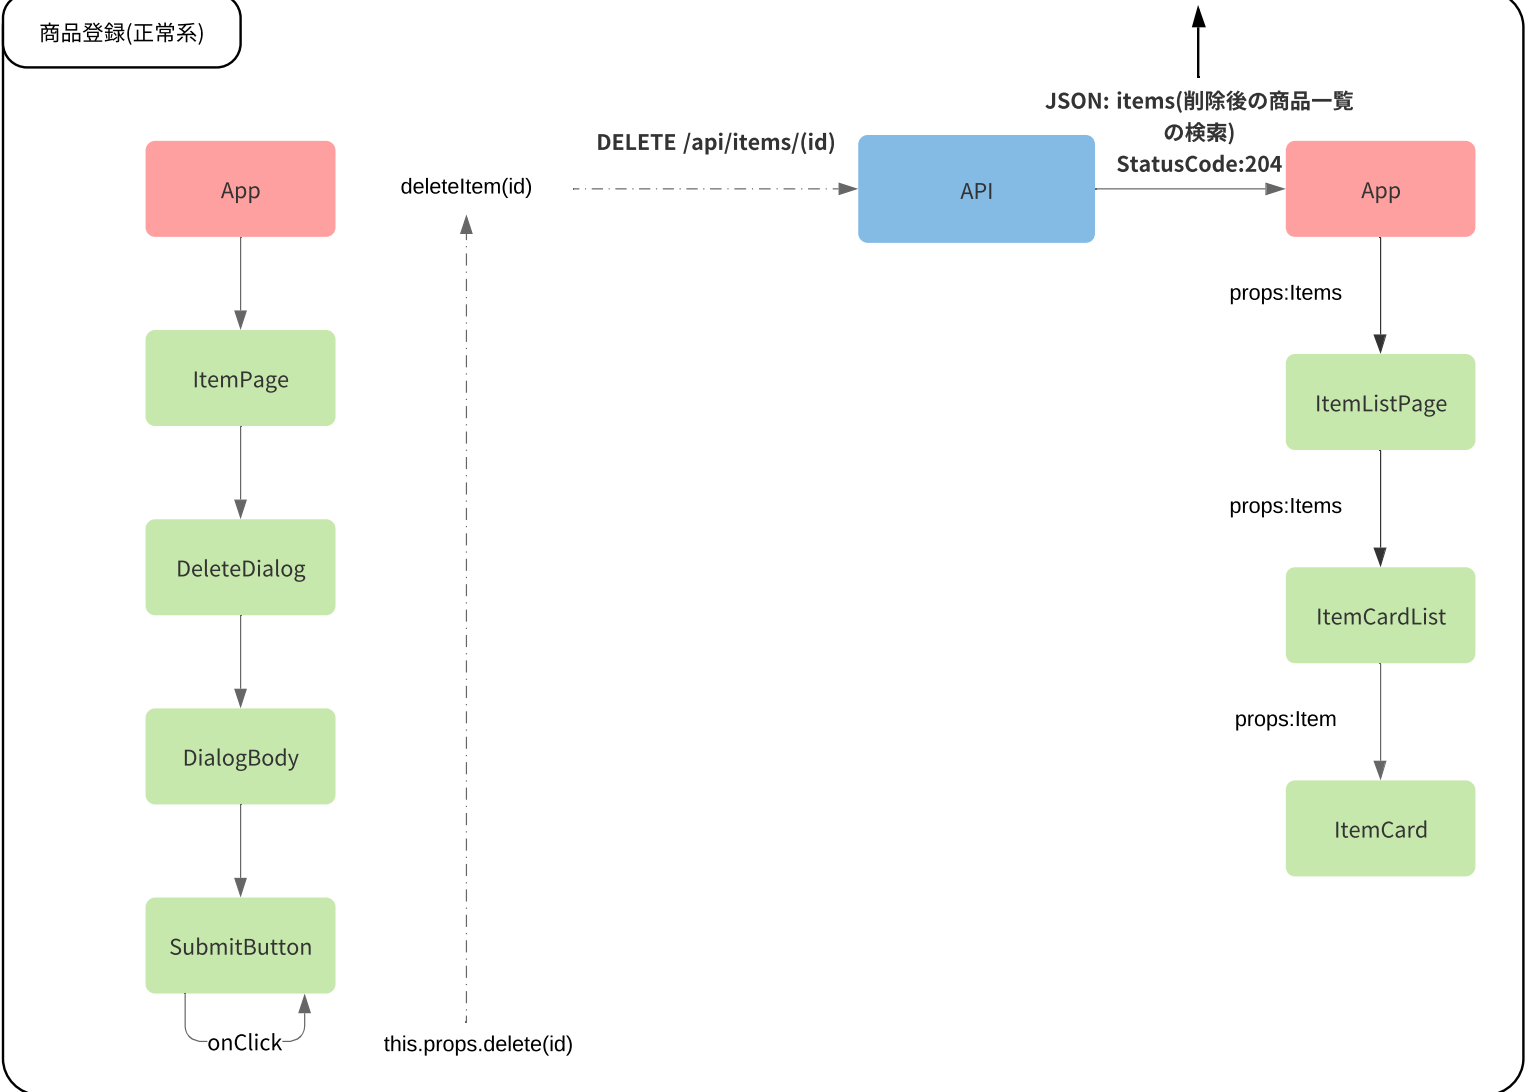 商品登録(正常系)
JSON: items(削除後の商品一覧
の検索)
StatusCode:204
DELETE /api/items/(id)
App
deleteItem(id)
API
App
props:Items
ItemPage
ItemListPage
props:Items
DeleteDialog
ItemCardList
props:Item
DialogBody
ItemCard
SubmitButton
onClick
this.props.delete(id)